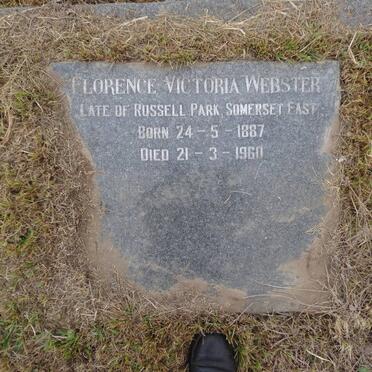 Florence Victoria Webster
Late of Russell Park, Somerset East
Born 24-5-1887
Died 21-3-1960